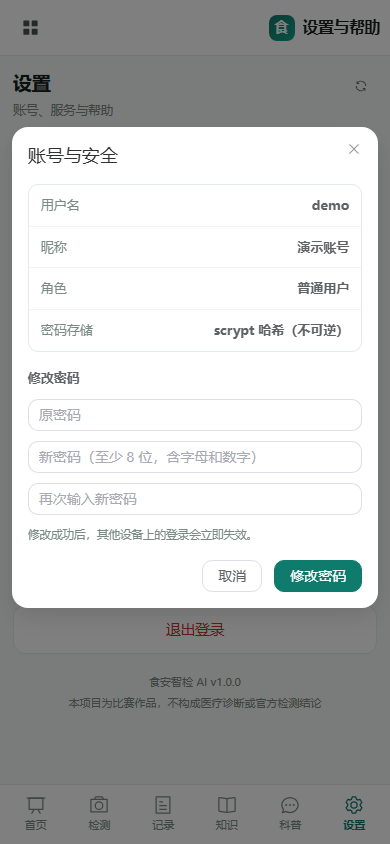 食 设置与帮助
设置
账号、服务与帮助
账号与安全
用户名 demo
昵称 演示账号
角色 普通用户
密码存储 scrypt 哈希（不可逆）
修改密码
原密码
新密码（至少 8 位，含字母和数字）
再次输入新密码
修改成功后，其他设备上的登录会立即失效。
取消 修改密码
退出登录
食安智检 AI v1.0.0
本项目为比赛作品，不构成医疗诊断或官方检测结论
首页 检测 记录 知识 科普 设置